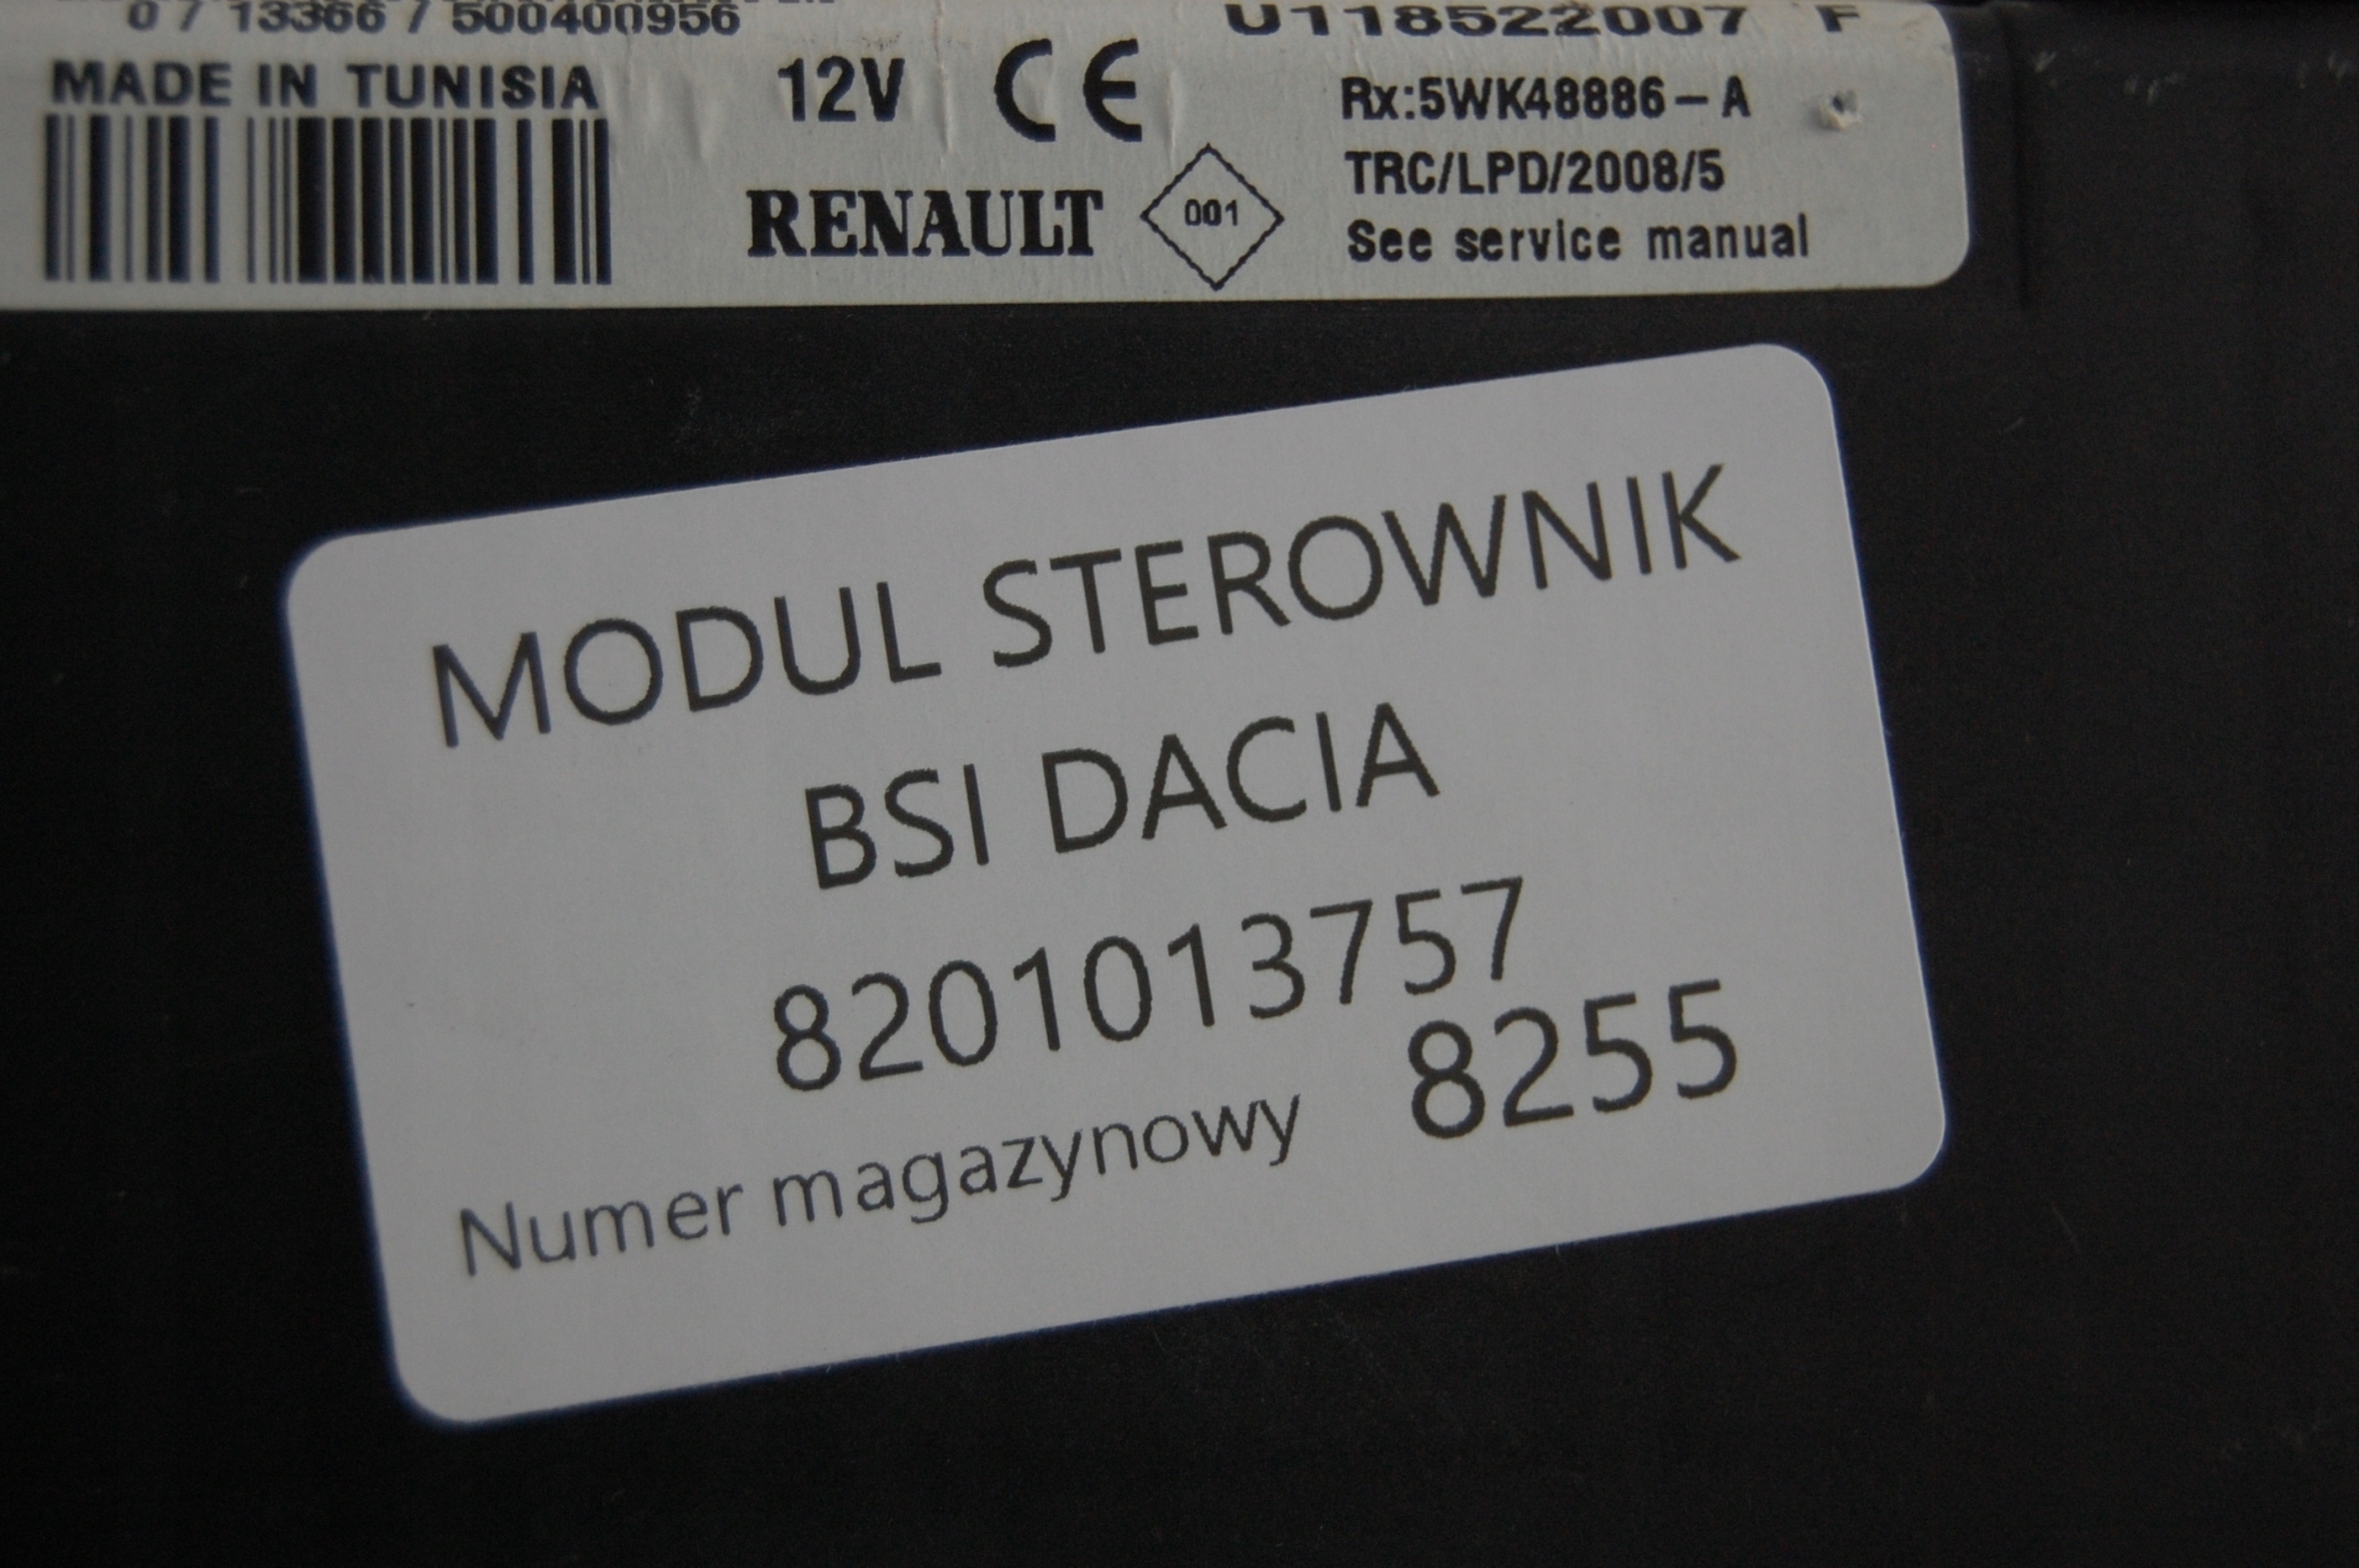 0 / 13366 / 500400956
U118522007 F
MADE IN TUNISIA
12V CE
Rx:5WK48886-A
TRC/LPD/2008/5
RENAULT 001
See service manual
MODUL STEROWNIK
BSI DACIA
8201013757
Numer magazynowy 8255